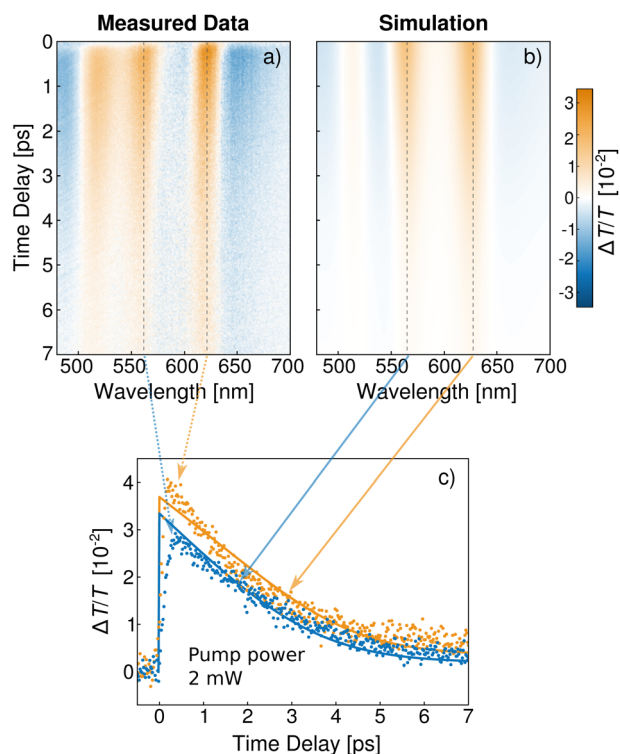 Measured Data
Simulation
0
1
2
3
4
5
6
7
Time Delay [ps]
a)
b)
3
2
1
0
-1
-2
-3
ΔT/T [10⁻²]
500 550 600 650 700
500 550 600 650 700
Wavelength [nm]
Wavelength [nm]
c)
4
3
2
1
0
ΔT/T [10⁻²]
Pump power
2 mW
0 1 2 3 4 5 6 7
Time Delay [ps]